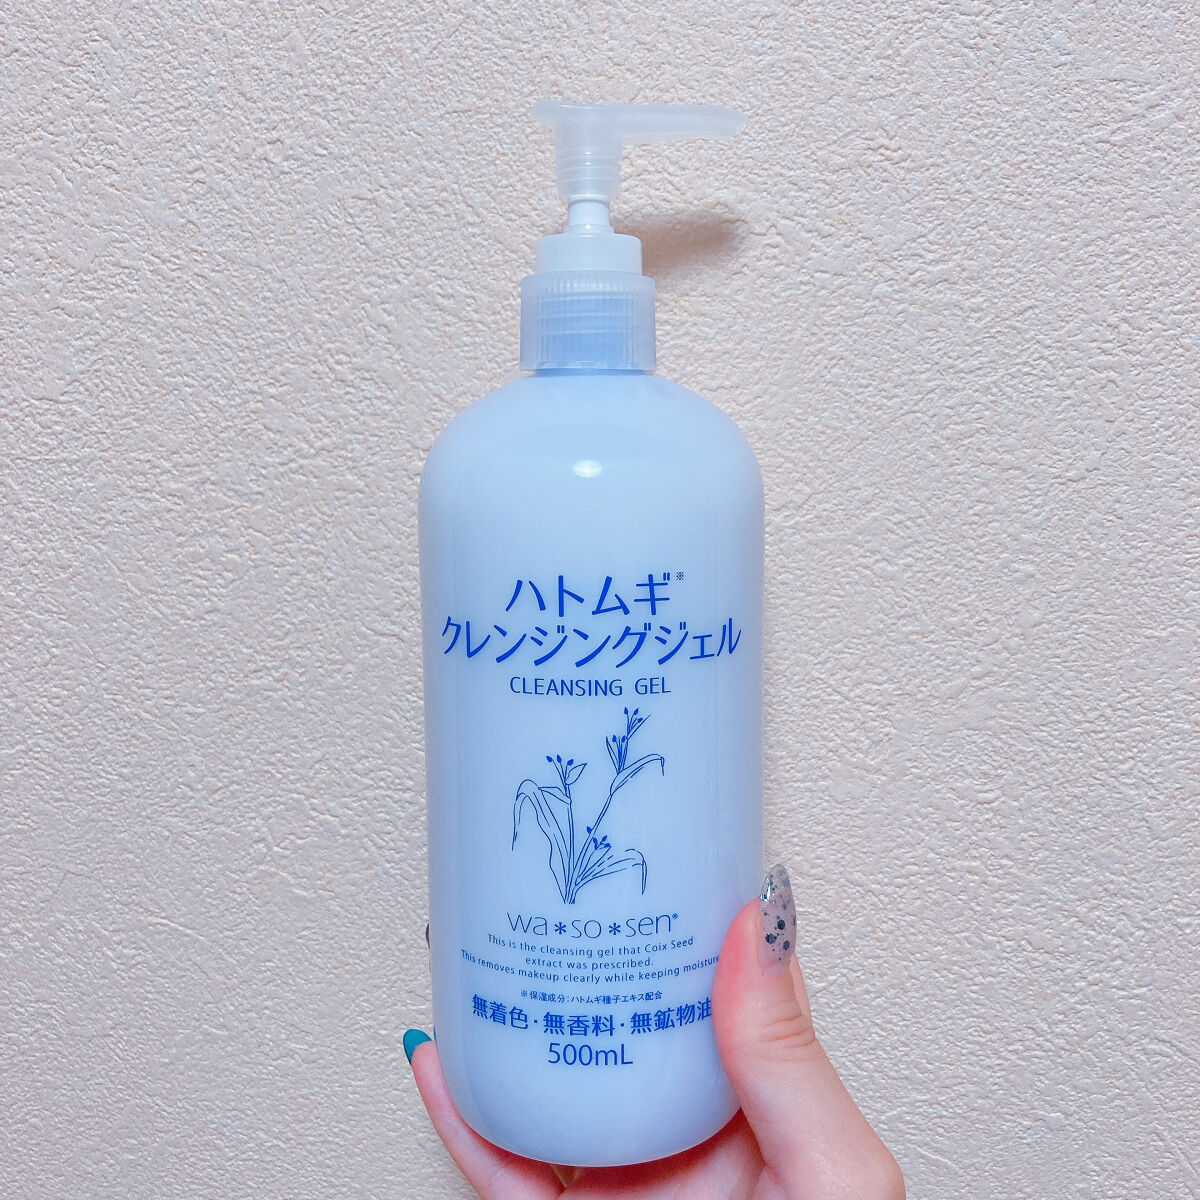 ハトムギ※
クレンジングジェル
CLEANSING GEL
wa*so*sen®
This is the cleansing gel that Coix Seed
extract was prescribed.
This removes makeup clearly while keeping moisture
※保湿成分:ハトムギ種子エキス配合
無着色・無香料・無鉱物油
500mL